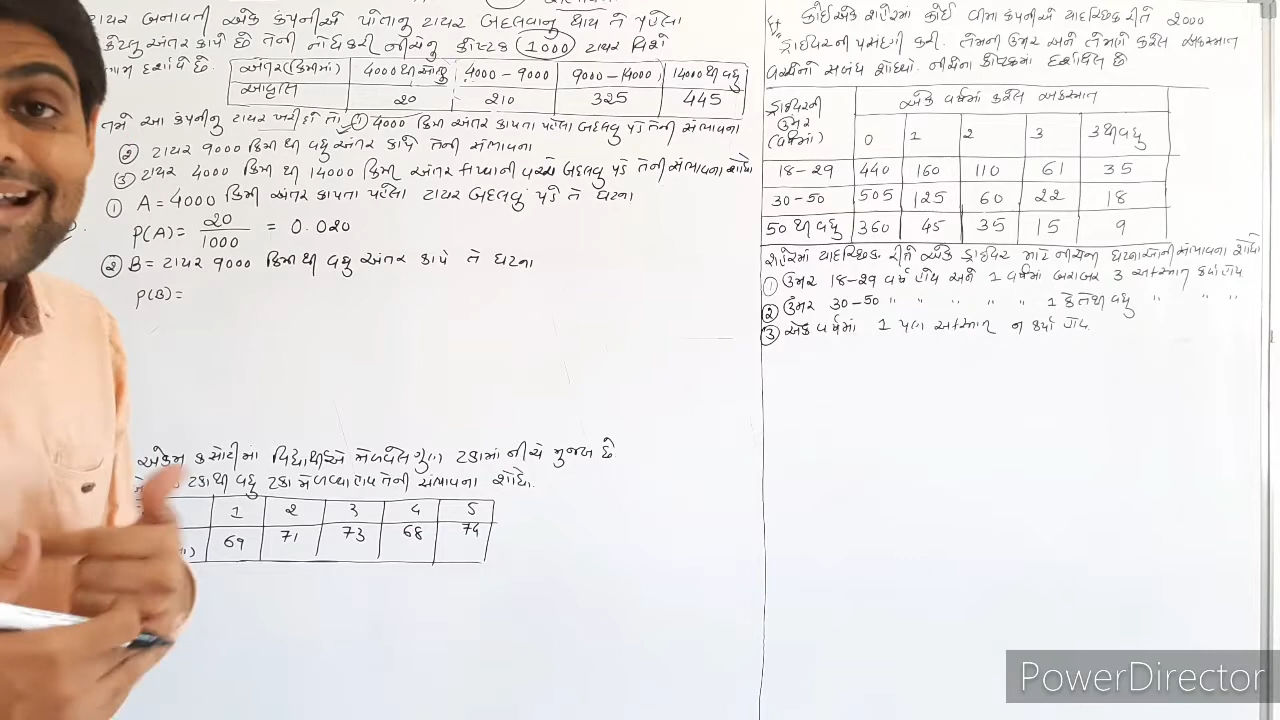 ટાયર બનાવતી એક કંપનીએ પોતાનું ટાયર બદલવાનું થાય તે પહેલા
કેટલું અંતર કાપે છે તેની નોંધ કરી નીચેનું કોષ્ટક 1000 ટાયર વિશે
દર્શાવે છે.
અંતર (કિમીમાં) 4000થી ઓછું 4000 - 9000 9000 - 14000 14000થી વધુ
આવૃત્તિ 20 210 325 445
તમે આ કંપનીનું ટાયર ખરીદો તો ① 4000 કિમી અંતર કાપતા પહેલા બદલવું પડે તેની સંભાવના
② ટાયર 9000 કિમી થી વધુ અંતર કાપે તેની સંભાવના
③ ટાયર 4000 કિમી થી 14000 કિમી અંતર કાપ્યાની વચ્ચે બદલવું પડે તેની સંભાવના શોધો
① A = 4000 કિમી અંતર કાપતા પહેલા ટાયર બદલવું પડે તે ઘટના
P(A) = 20/1000 = 0.020
② B = ટાયર 9000 કિમી થી વધુ અંતર કાપે તે ઘટના
P(B) =
એકમ કસોટીમાં વિદ્યાર્થીએ મેળવેલ ગુણ ટકામાં નીચે મુજબ છે
ટકાથી વધુ ટકા મેળવ્યા હોય તેની સંભાવના શોધો.
1 2 3 4 5
69 71 73 68 74
કોઈ એક શહેરમાં કોઈ વીમા કંપનીએ યાદચ્છિક રીતે 2000
ડ્રાઈવરની પસંદગી કરી. તેમની ઉંમર અને તેમણે કરેલ અકસ્માત
વચ્ચેનો સંબંધ શોધ્યો. નીચેના કોષ્ટકમાં દર્શાવેલ છે
ડ્રાઈવરની ઉંમર (વર્ષમાં) એક વર્ષમાં કરેલ અકસ્માત
0 1 2 3 3થી વધુ
18-29 440 160 110 61 35
30-50 505 125 60 22 18
50 થી વધુ 360 45 35 15 9
શહેરમાં યાદચ્છિક રીતે એક ડ્રાઈવર માટે નીચેની ઘટનાઓની સંભાવના શોધો
① ઉંમર 18-29 વર્ષ હોય અને 1 વર્ષમાં બરાબર 3 અકસ્માત કર્યા હોય
② ઉંમર 30-50 " " " " " 1 કે તેથી વધુ " " "
③ એક વર્ષમાં 1 પણ અકસ્માત ન કર્યો હોય.
PowerDirector